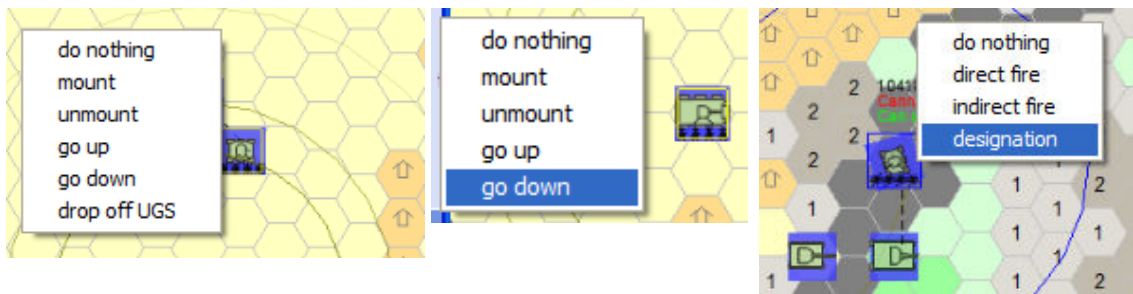 do nothing
mount
unmount
go up
go down
drop off UGS
do nothing
mount
unmount
go up
go down
do nothing
direct fire
indirect fire
designation
2
2
1
2
2
1
1
1
2
1
1
1
1
1
2